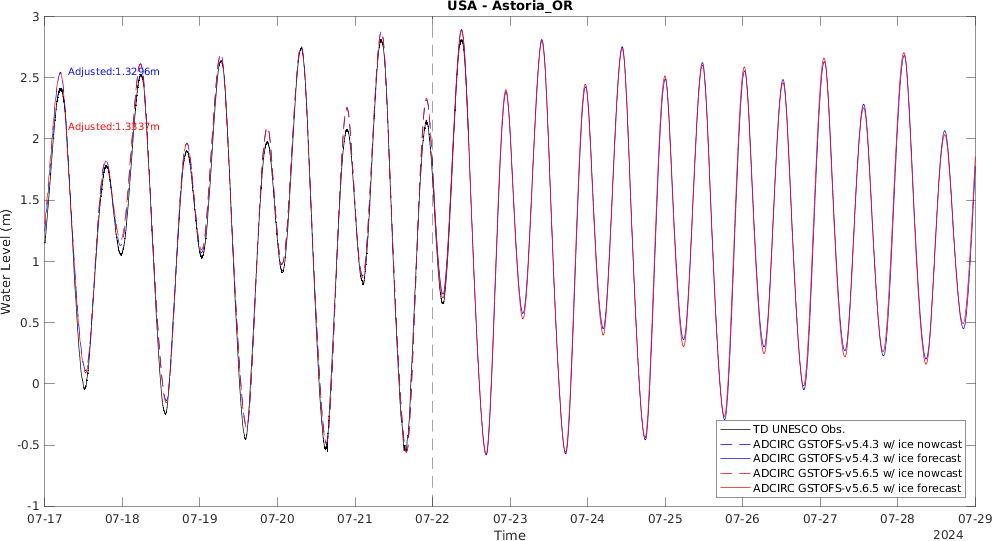 USA - Astoria_OR
Adjusted:1.3296m
Adjusted:1.3337m
Water Level (m)
3
2.5
2
1.5
1
0.5
0
-0.5
-1
07-17 07-18 07-19 07-20 07-21 07-22 07-23 07-24 07-25 07-26 07-27 07-28 07-29
Time
2024
TD UNESCO Obs.
ADCIRC GSTOFS-v5.4.3 w/ ice nowcast
ADCIRC GSTOFS-v5.4.3 w/ ice forecast
ADCIRC GSTOFS-v5.6.5 w/ ice nowcast
ADCIRC GSTOFS-v5.6.5 w/ ice forecast